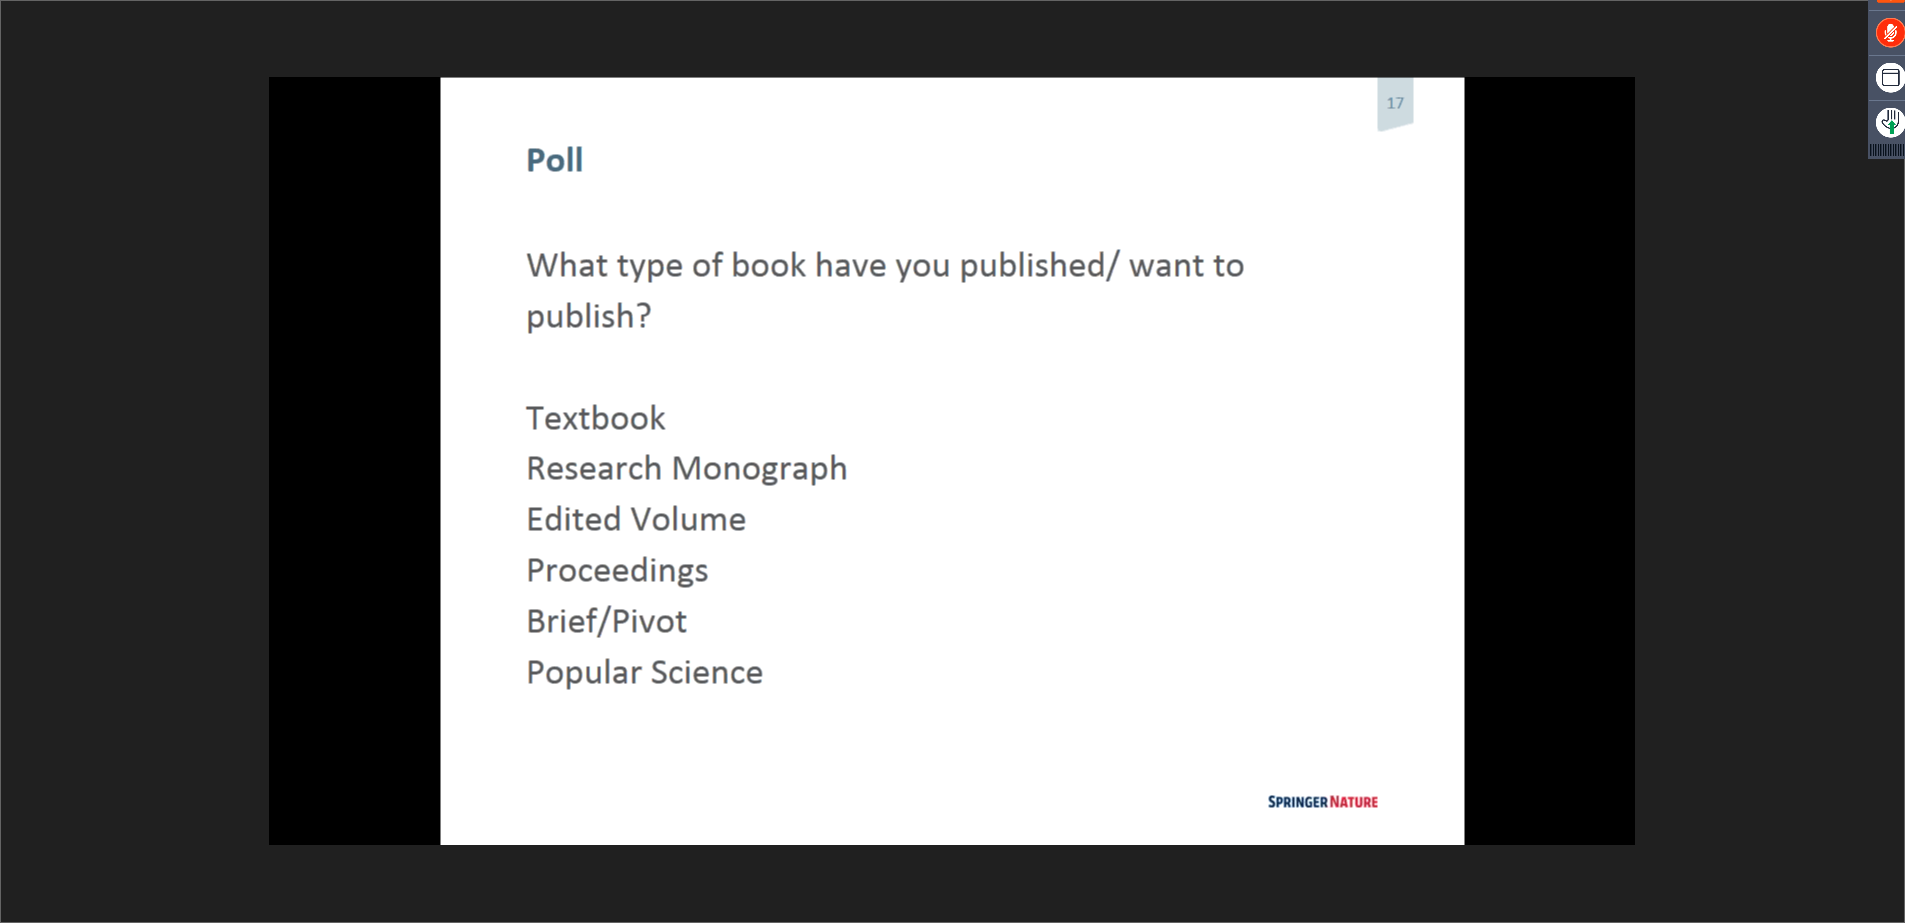 17
Poll
What type of book have you published/ want to
publish?
Textbook
Research Monograph
Edited Volume
Proceedings
Brief/Pivot
Popular Science
SPRINGER NATURE